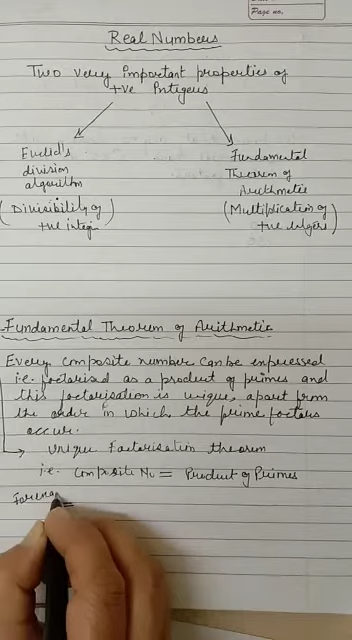 Page no.
Real Numbers
Two very important properties of
+ve Integers
Euclid's
division
algorithm
(Divisibility of
+ve integer)
Fundamental
Theorem of
Arithmetic
(Multiplication of
+ve integers)
Fundamental Theorem of Arithmetic
Every composite number can be expressed
i.e. factorised as a product of primes and
this factorisation is unique, apart from
the order in which the prime factors
occur.
Unique Factorisation theorem
i.e. Composite No = Product of Primes